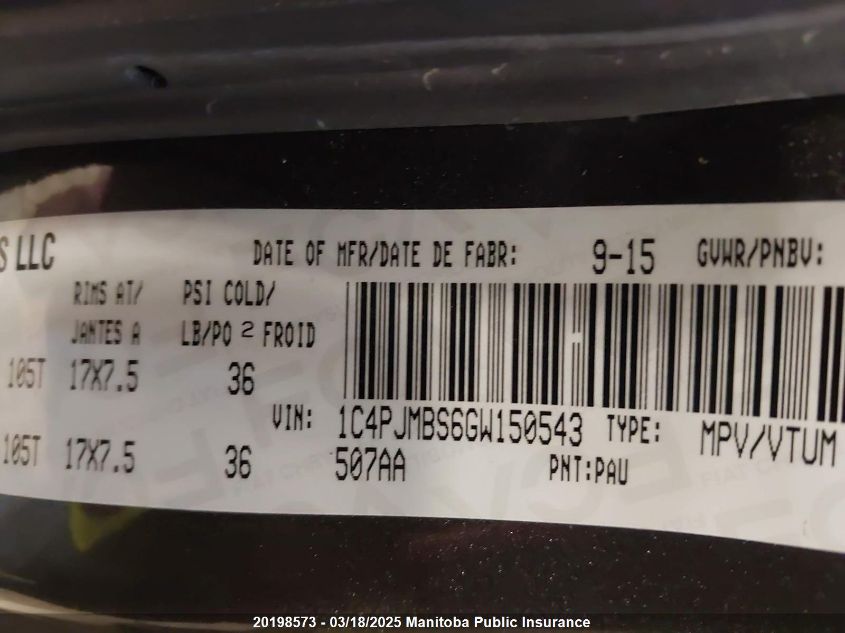 S LLC DATE OF MFR/DATE DE FABR: 9-15 GVWR/PNBV:
RIMS AT/ PSI COLD/
JANTES A LB/PO 2 FROID
105T 17X7.5 36
VIN: 1C4PJMBS6GW150543 TYPE: MPV/VTUM
105T 17X7.5 36 507AA PNT:PAU
20198573 - 03/18/2025 Manitoba Public Insurance